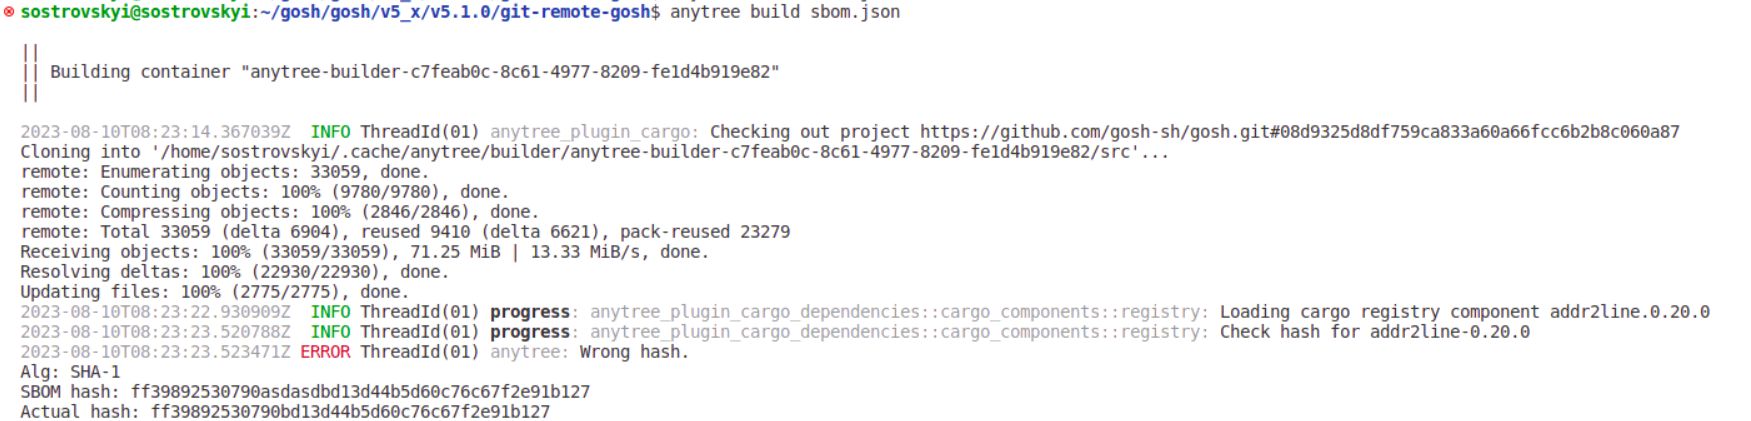 sostrovskyi@sostrovskyi:~/gosh/gosh/v5_x/v5.1.0/git-remote-gosh$ anytree build sbom.json
||
|| Building container "anytree-builder-c7feab0c-8c61-4977-8209-fe1d4b919e82"
||
2023-08-10T08:23:14.367039Z  INFO ThreadId(01) anytree_plugin_cargo: Checking out project https://github.com/gosh-sh/gosh.git#08d9325d8df759ca833a60a66fcc6b2b8c060a87
Cloning into '/home/sostrovskyi/.cache/anytree/builder/anytree-builder-c7feab0c-8c61-4977-8209-fe1d4b919e82/src'...
remote: Enumerating objects: 33059, done.
remote: Counting objects: 100% (9780/9780), done.
remote: Compressing objects: 100% (2846/2846), done.
remote: Total 33059 (delta 6904), reused 9410 (delta 6621), pack-reused 23279
Receiving objects: 100% (33059/33059), 71.25 MiB | 13.33 MiB/s, done.
Resolving deltas: 100% (22930/22930), done.
Updating files: 100% (2775/2775), done.
2023-08-10T08:23:22.930909Z  INFO ThreadId(01) progress: anytree_plugin_cargo_dependencies::cargo_components::registry: Loading cargo registry component addr2line.0.20.0
2023-08-10T08:23:23.520788Z  INFO ThreadId(01) progress: anytree_plugin_cargo_dependencies::cargo_components::registry: Check hash for addr2line-0.20.0
2023-08-10T08:23:23.523471Z ERROR ThreadId(01) anytree: Wrong hash.
Alg: SHA-1
SBOM hash: ff39892530790asdasdbd13d44b5d60c76c67f2e91b127
Actual hash: ff39892530790bd13d44b5d60c76c67f2e91b127